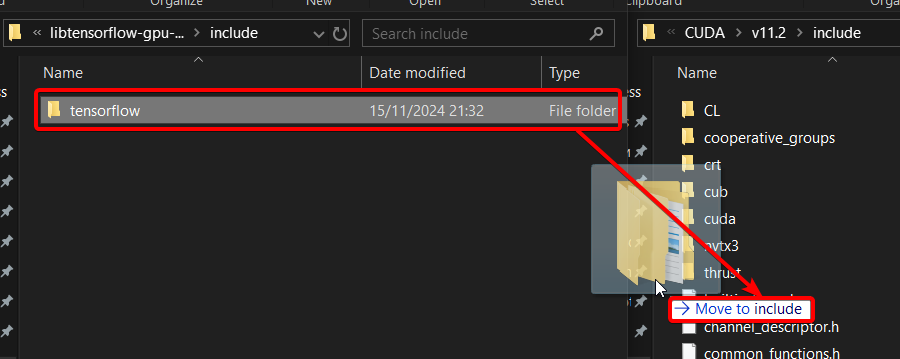 Organize New Open Select Clipboard
« libtensorflow-gpu-... > include
Search include
« CUDA > v11.2 > include
Name Date modified Type
tensorflow 15/11/2024 21:32 File folder
Name
CL
cooperative_groups
crt
cub
cuda
nvtx3
thrust
→ Move to include
channel_descriptor.h
common_functions.h